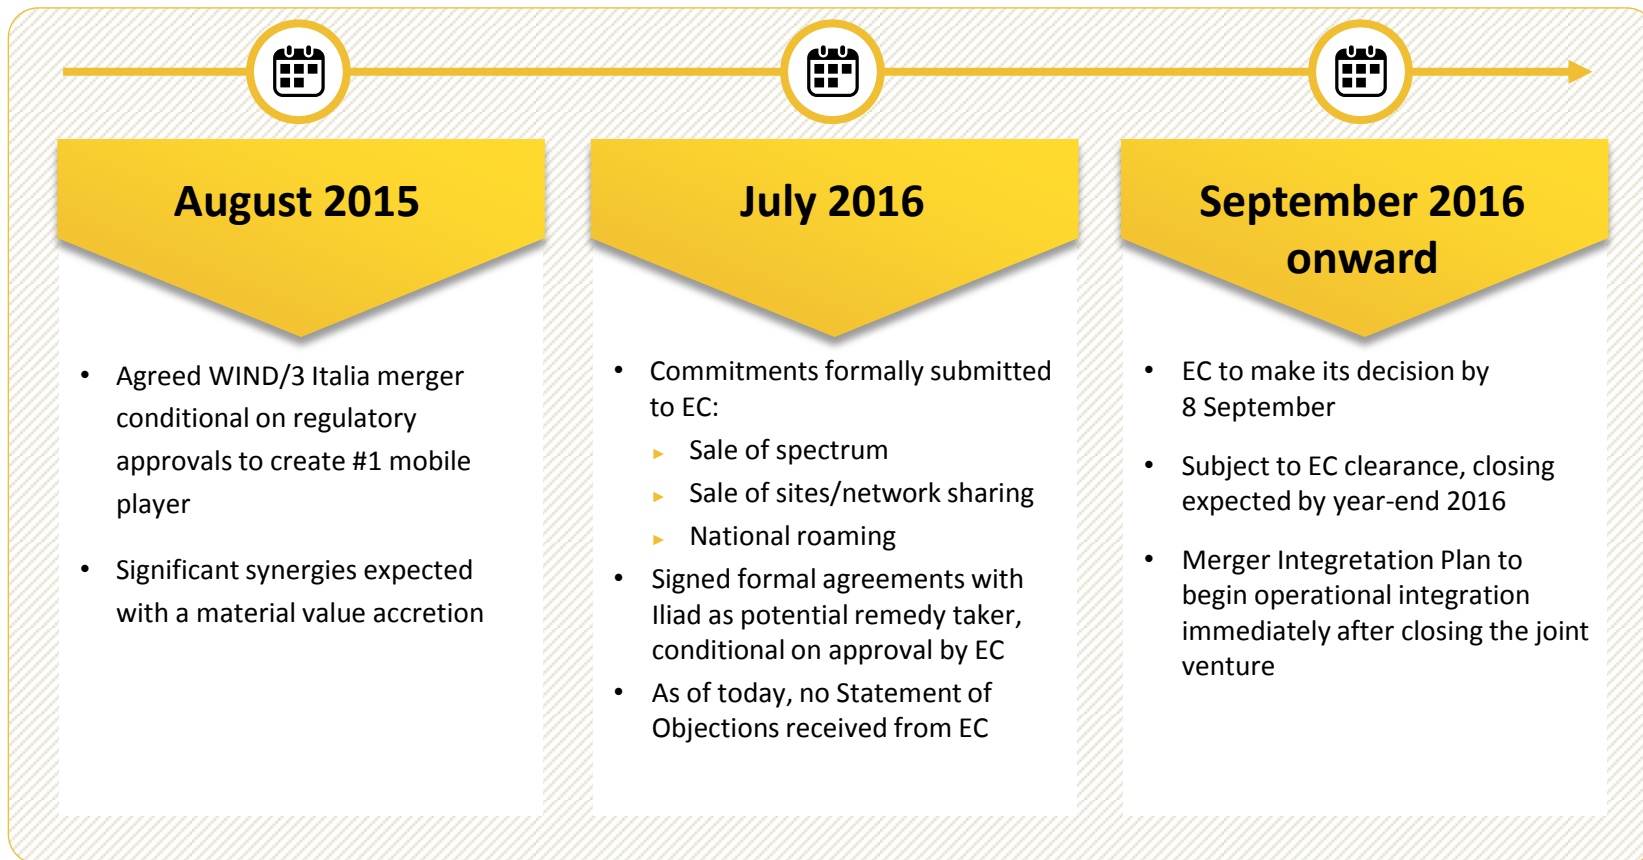 August 2015
• Agreed WIND/3 Italia merger
conditional on regulatory
approvals to create #1 mobile
player
• Significant synergies expected
with a material value accretion
July 2016
• Commitments formally submitted
to EC:
► Sale of spectrum
► Sale of sites/network sharing
► National roaming
• Signed formal agreements with
Iliad as potential remedy taker,
conditional on approval by EC
• As of today, no Statement of
Objections received from EC
September 2016
onward
• EC to make its decision by
8 September
• Subject to EC clearance, closing
expected by year-end 2016
• Merger Integretation Plan to
begin operational integration
immediately after closing the joint
venture